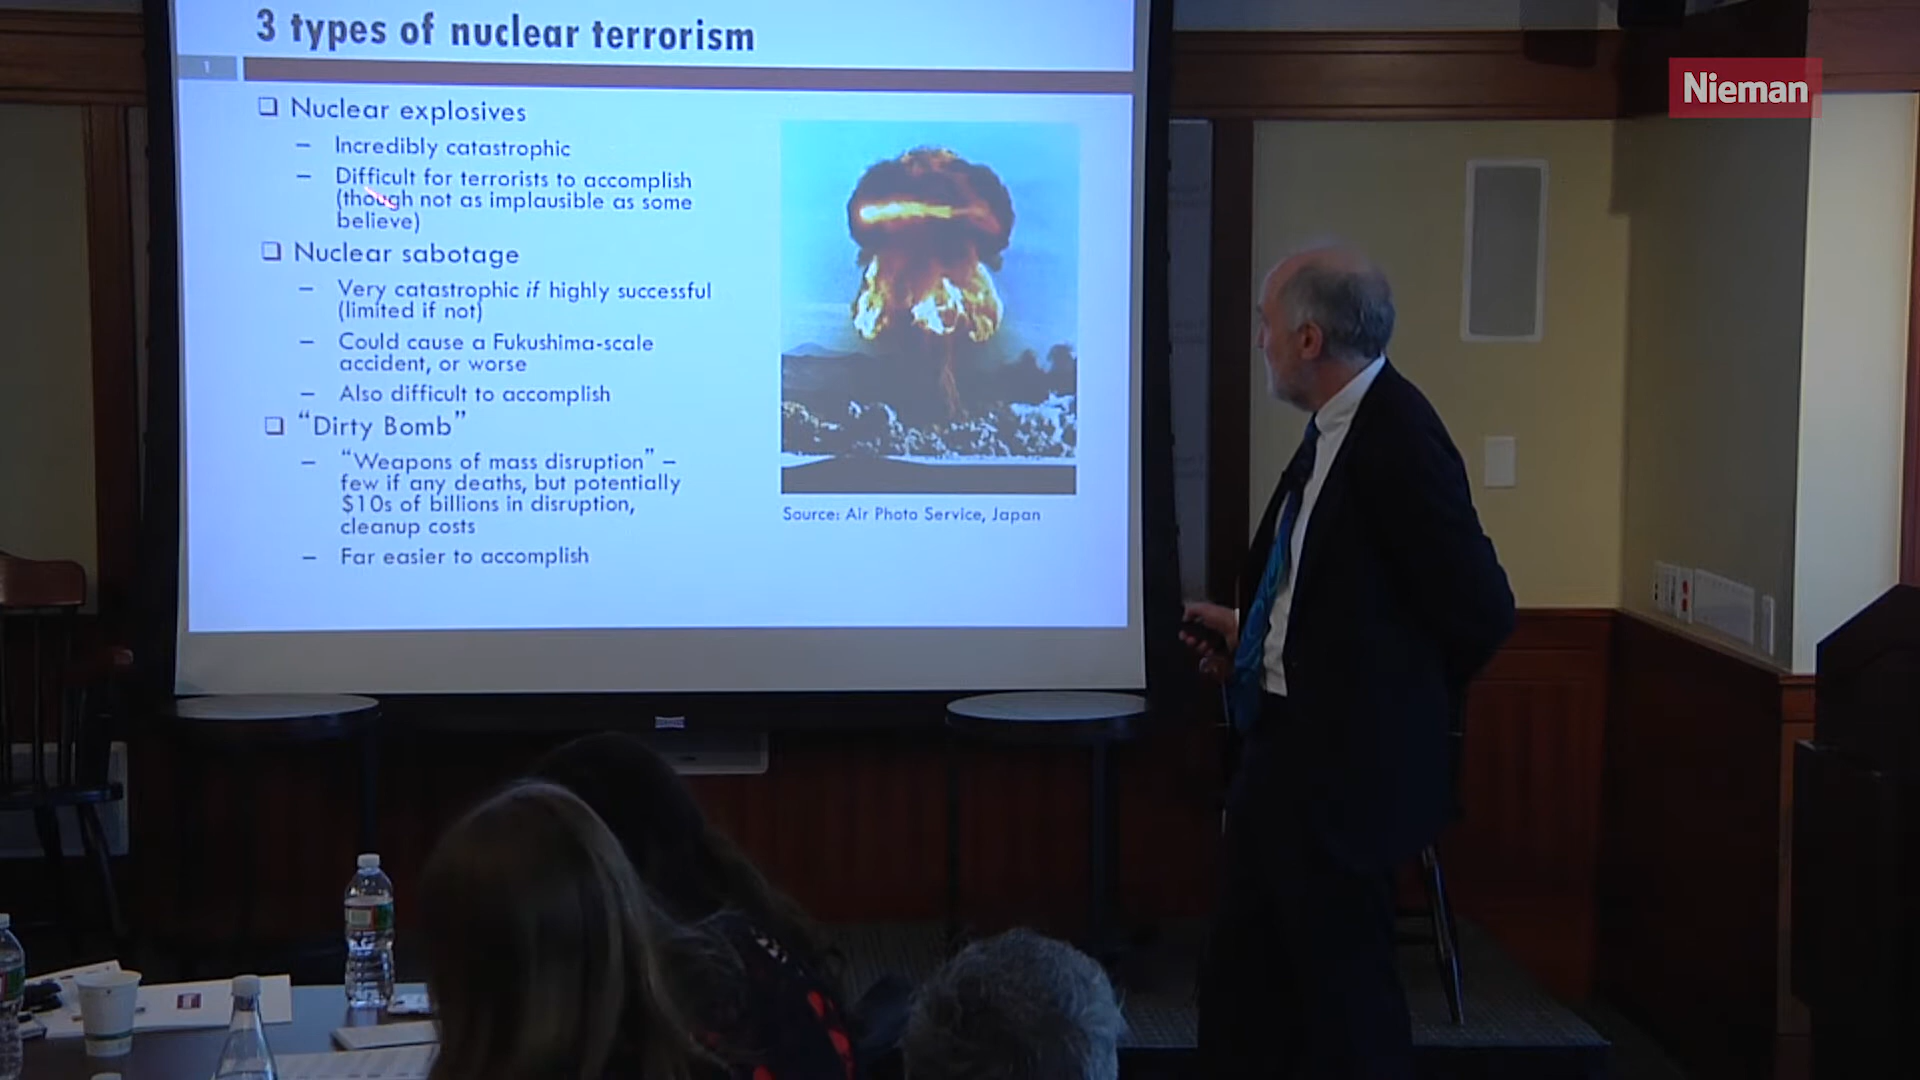 3 types of nuclear terrorism
1
Nieman
Nuclear explosives
– Incredibly catastrophic
– Difficult for terrorists to accomplish
(though not as implausible as some
believe)
Nuclear sabotage
– Very catastrophic if highly successful
(limited if not)
– Could cause a Fukushima-scale
accident, or worse
– Also difficult to accomplish
“Dirty Bomb”
– “Weapons of mass disruption” –
few if any deaths, but potentially
$10s of billions in disruption,
cleanup costs
– Far easier to accomplish
Source: Air Photo Service, Japan